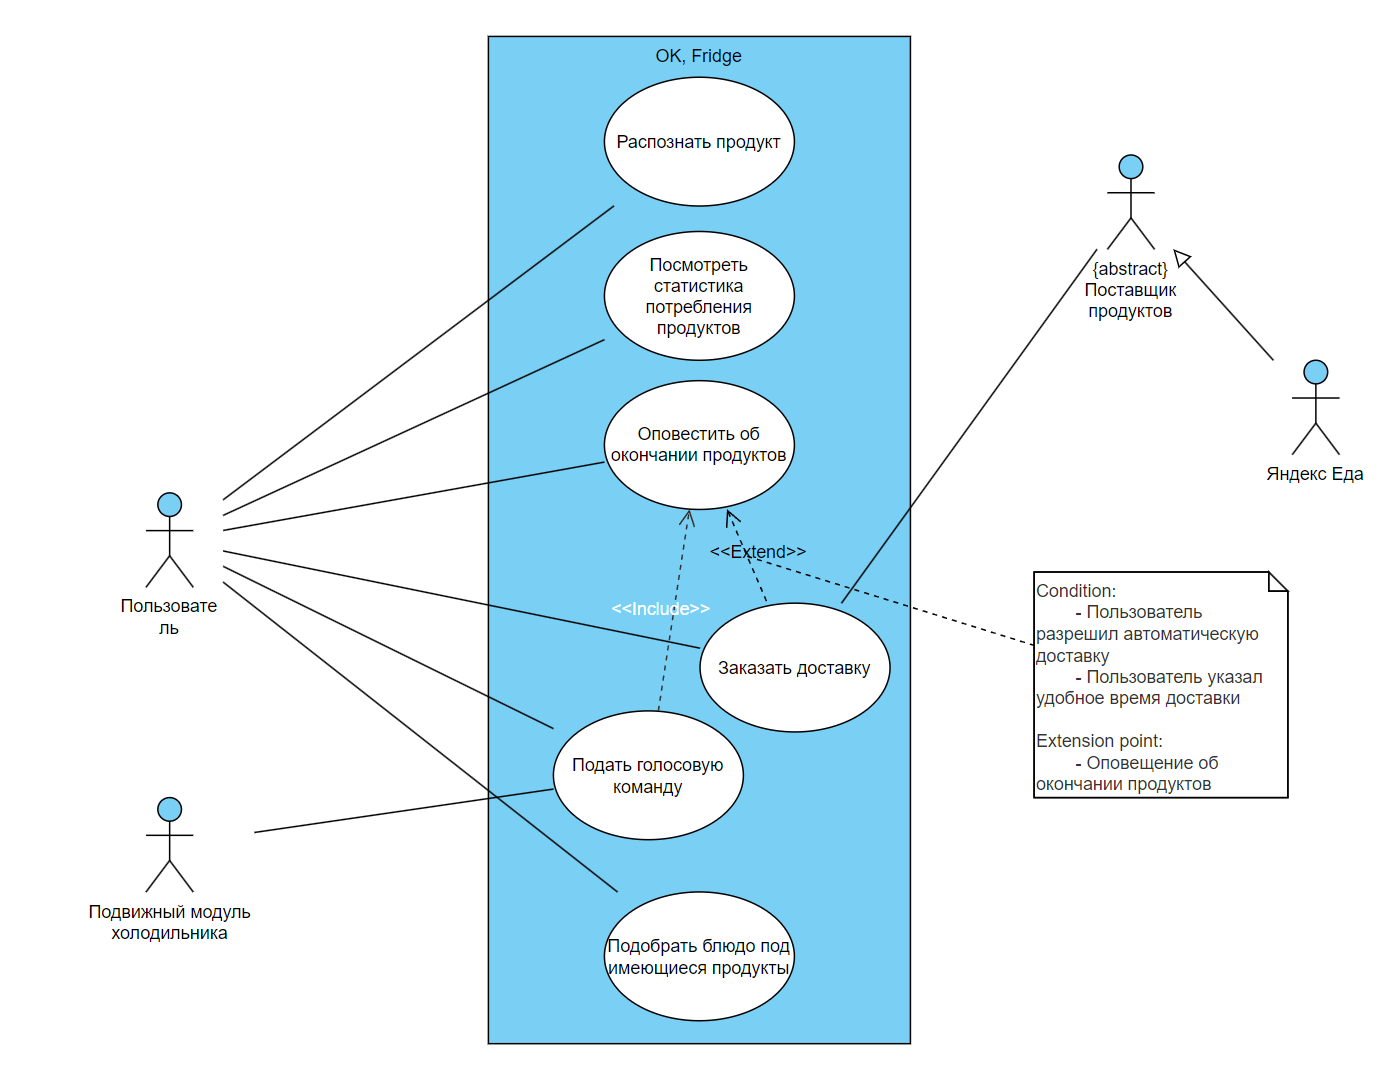 OK, Fridge
Распознать продукт
Посмотреть
статистика
потребления
продуктов
Оповестить об
окончании продуктов
<<Extend>>
<<Include>>
Заказать доставку
Подать голосовую
команду
Подобрать блюдо под
имеющиеся продукты
Пользовате
ль
Подвижный модуль
холодильника
{abstract}
Поставщик
продуктов
Яндекс Еда
Condition:
- Пользователь
разрешил автоматическую
доставку
- Пользователь указал
удобное время доставки
Extension point:
- Оповещение об
окончании продуктов